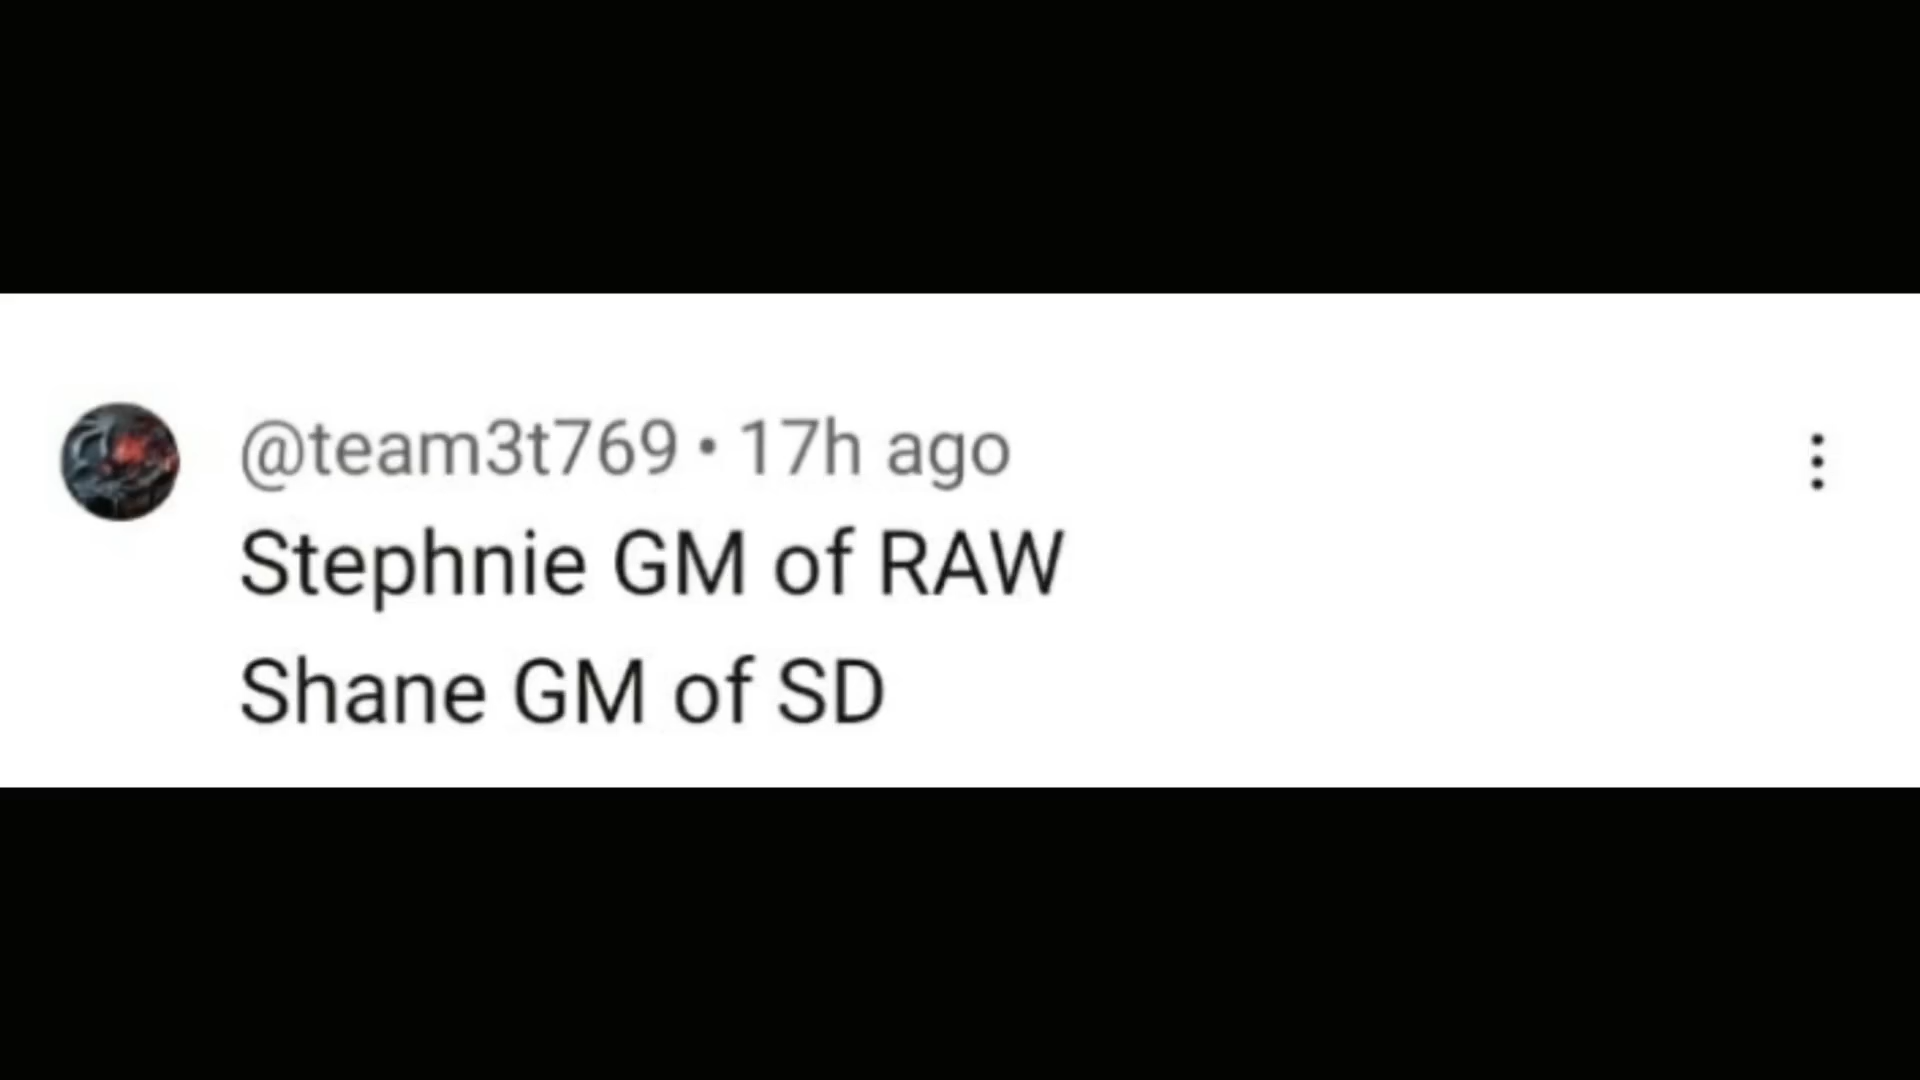 @team3t769 • 17h ago
Stephnie GM of RAW
Shane GM of SD